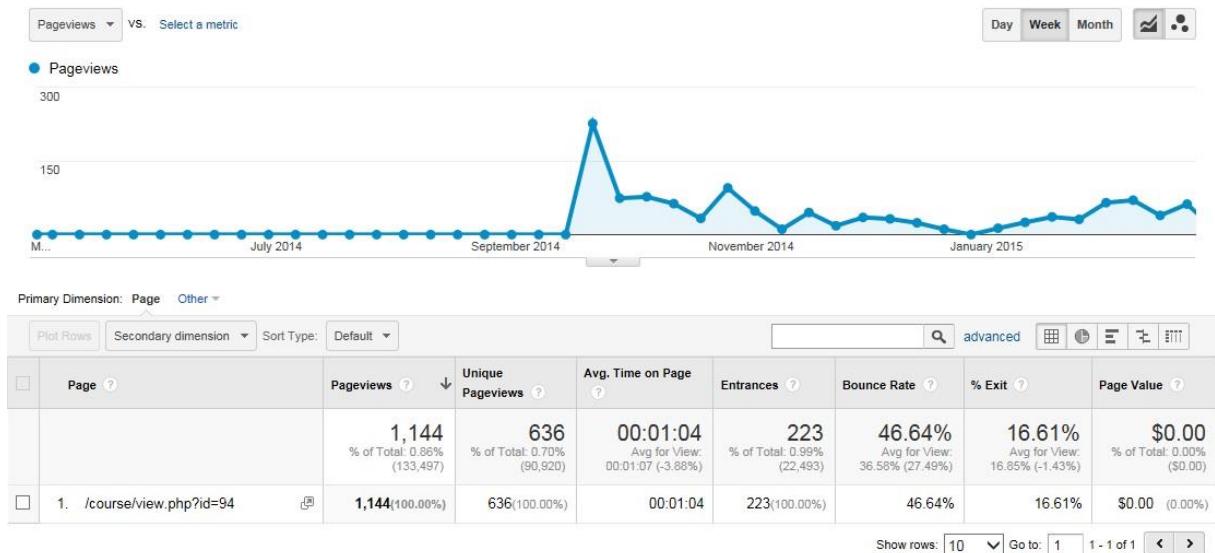 Pageviews VS. Select a metric Day Week Month
Pageviews
300
150
M... July 2014 September 2014 November 2014 January 2015
Primary Dimension: Page Other
Plot Rows Secondary dimension Sort Type: Default advanced
Page ? Pageviews ? Unique Pageviews ? Avg. Time on Page ? Entrances ? Bounce Rate ? % Exit ? Page Value ?
1,144 636 00:01:04 223 46.64% 16.61% $0.00
% of Total: 0.86% % of Total: 0.70% Avg for View: % of Total: 0.99% Avg for View: Avg for View: % of Total: 0.00%
(133,497) (90,920) 00:01:07 (-3.88%) (22,493) 36.58% (27.49%) 16.85% (-1.43%) ($0.00)
1. /course/view.php?id=94 1,144(100.00%) 636(100.00%) 00:01:04 223(100.00%) 46.64% 16.61% $0.00 (0.00%)
Show rows: 10 Go to: 1 1 - 1 of 1